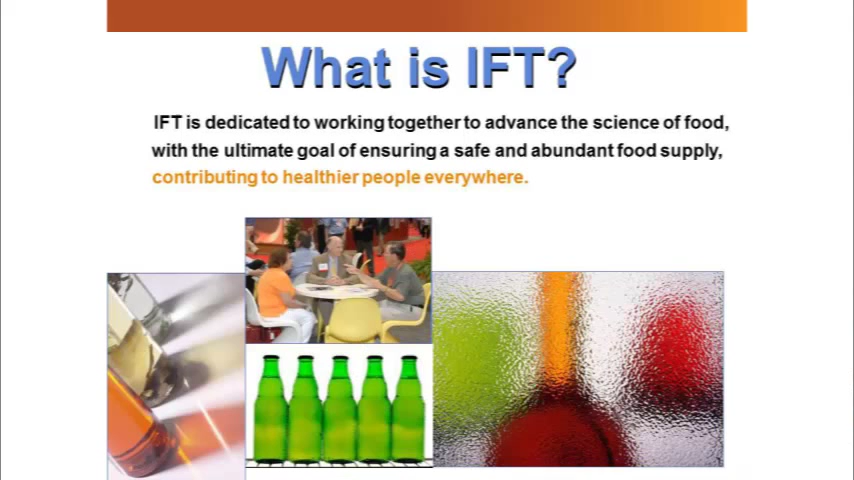 What is IFT?
IFT is dedicated to working together to advance the science of food,
with the ultimate goal of ensuring a safe and abundant food supply,
contributing to healthier people everywhere.